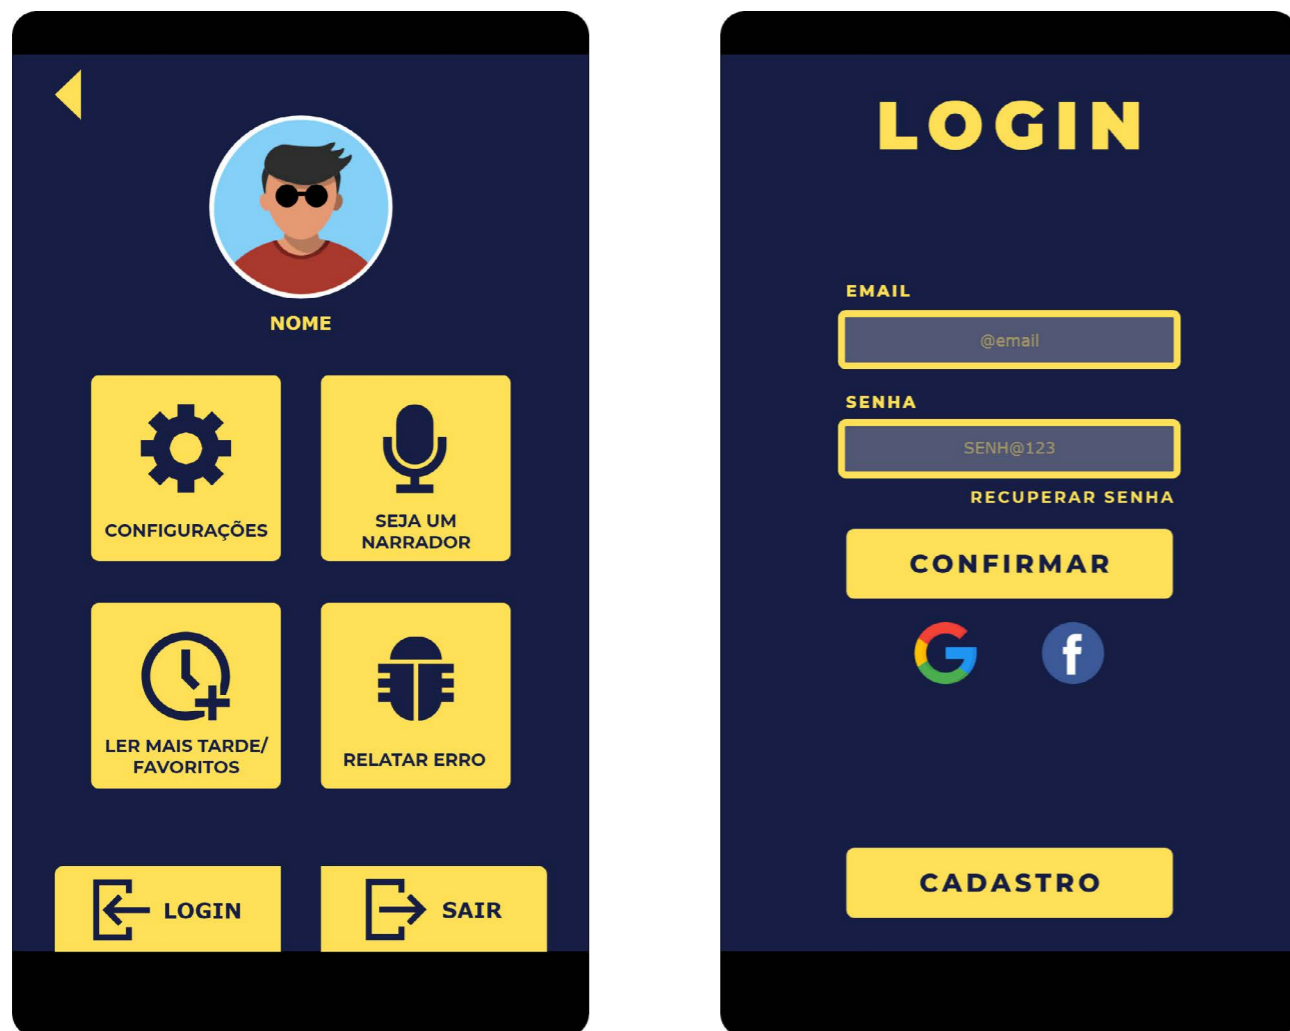 NOME
CONFIGURAÇÕES
SEJA UM
NARRADOR
LER MAIS TARDE/
FAVORITOS
RELATAR ERRO
LOGIN
SAIR
LOGIN
EMAIL
@email
SENHA
SENH@123
RECUPERAR SENHA
CONFIRMAR
G
f
CADASTRO